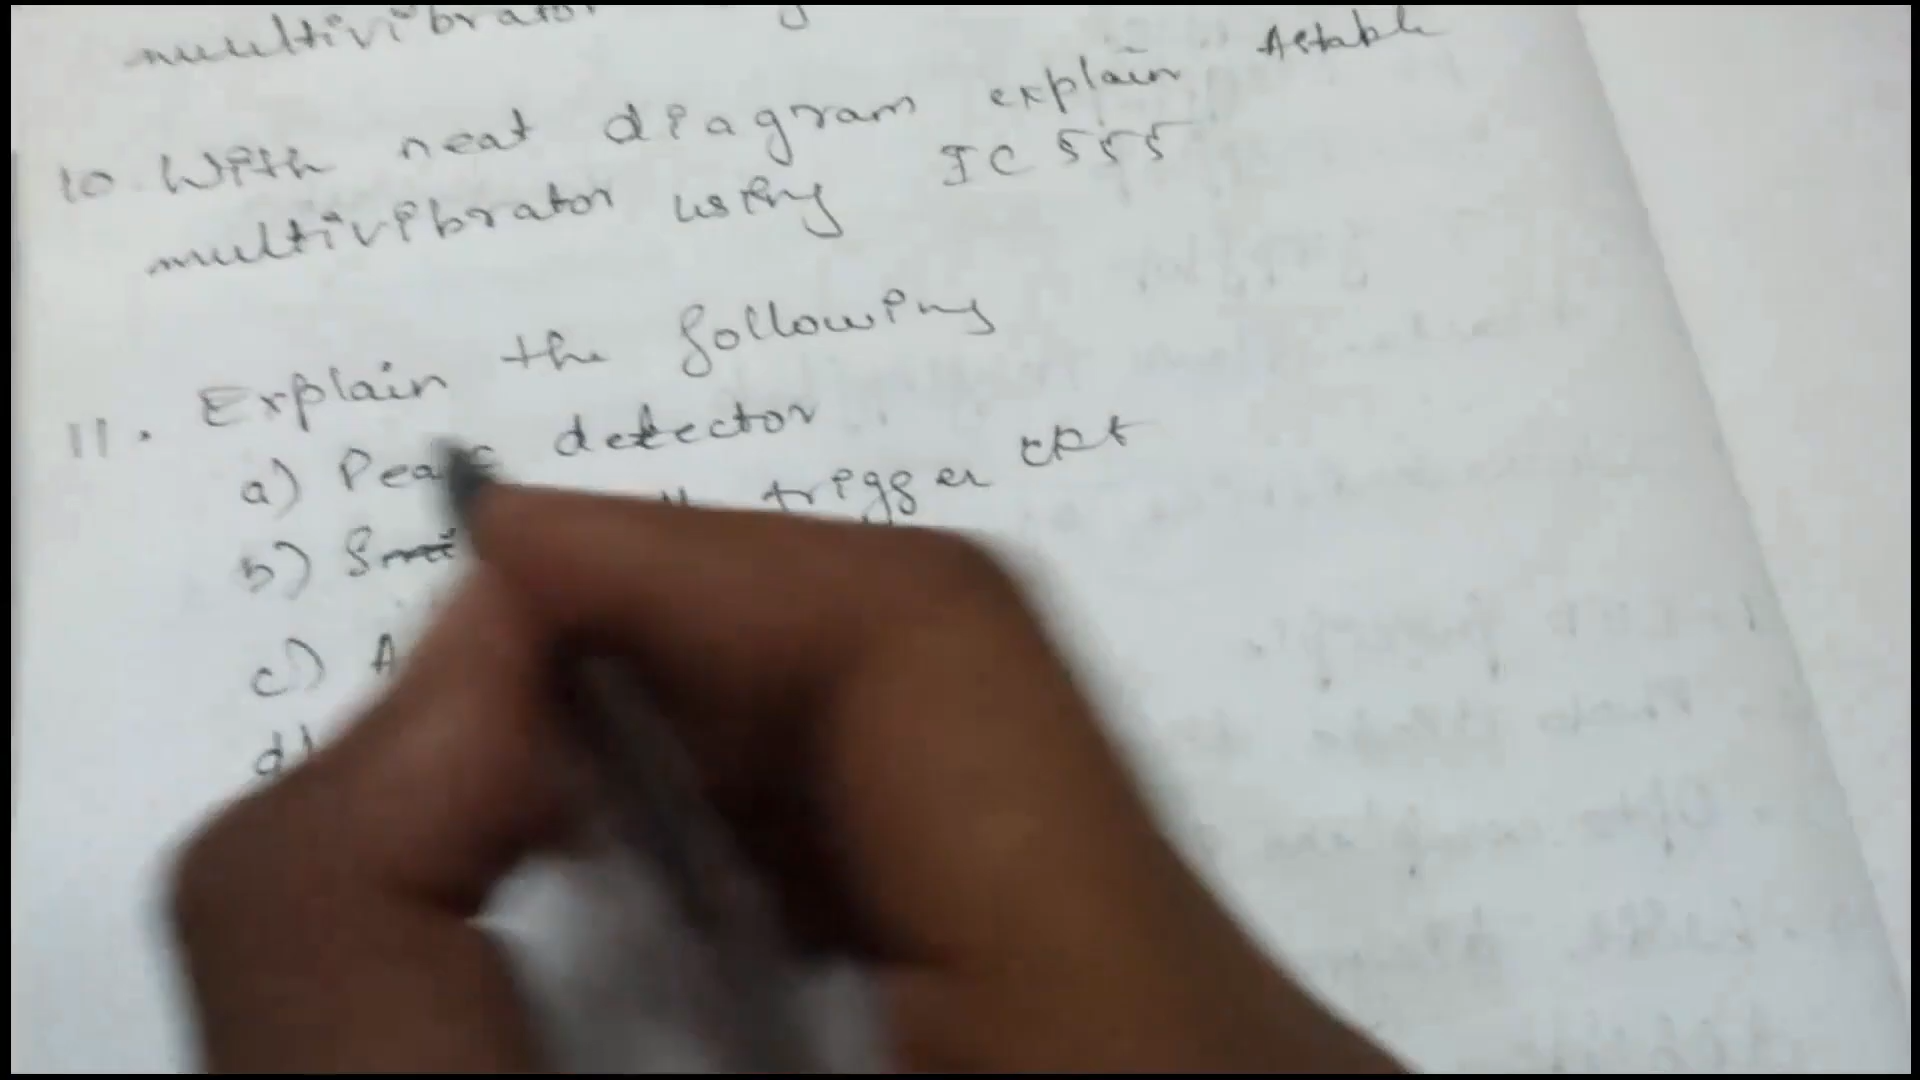 multivibrator
10. With neat diagram explain Astable
multivibrator using IC 555
11. Explain the following
a) Peak detector
b) trigger ckt
c) A
d)